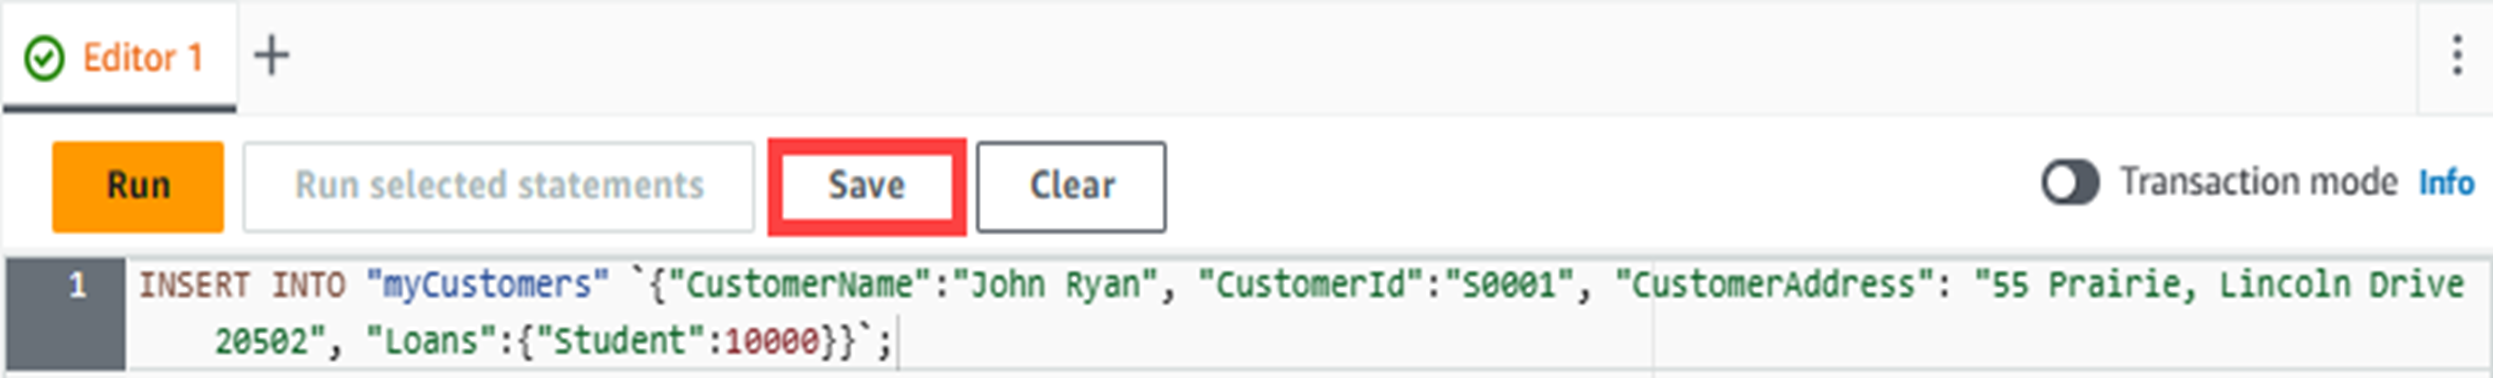 Editor 1
Run Run selected statements Save Clear Transaction mode Info
1 INSERT INTO "myCustomers" `{"CustomerName":"John Ryan", "CustomerId":"S0001", "CustomerAddress": "55 Prairie, Lincoln Drive
20502", "Loans":{"Student":10000}}`;